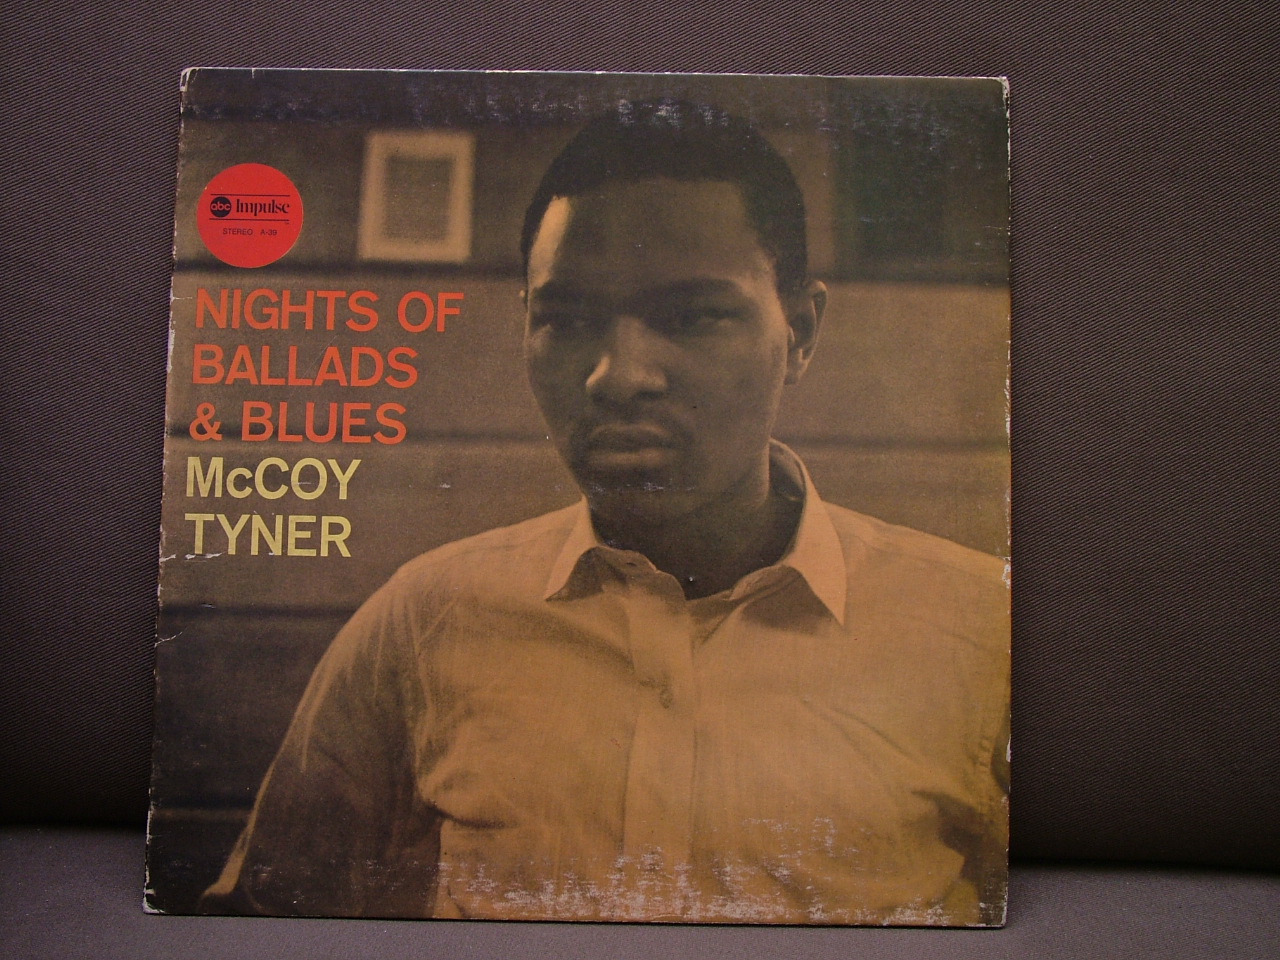 abc Impulse
STEREO A-39
NIGHTS OF
BALLADS
& BLUES
McCOY
TYNER